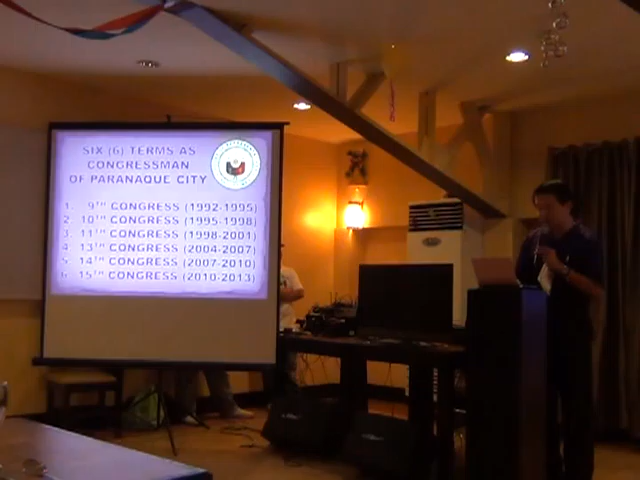 SIX (6) TERMS AS
CONGRESSMAN
OF PARANAQUE CITY
1. 9TH CONGRESS (1992-1995)
2. 10TH CONGRESS (1995-1998)
3. 11TH CONGRESS (1998-2001)
4. 13TH CONGRESS (2004-2007)
5. 14TH CONGRESS (2007-2010)
6. 15TH CONGRESS (2010-2013)